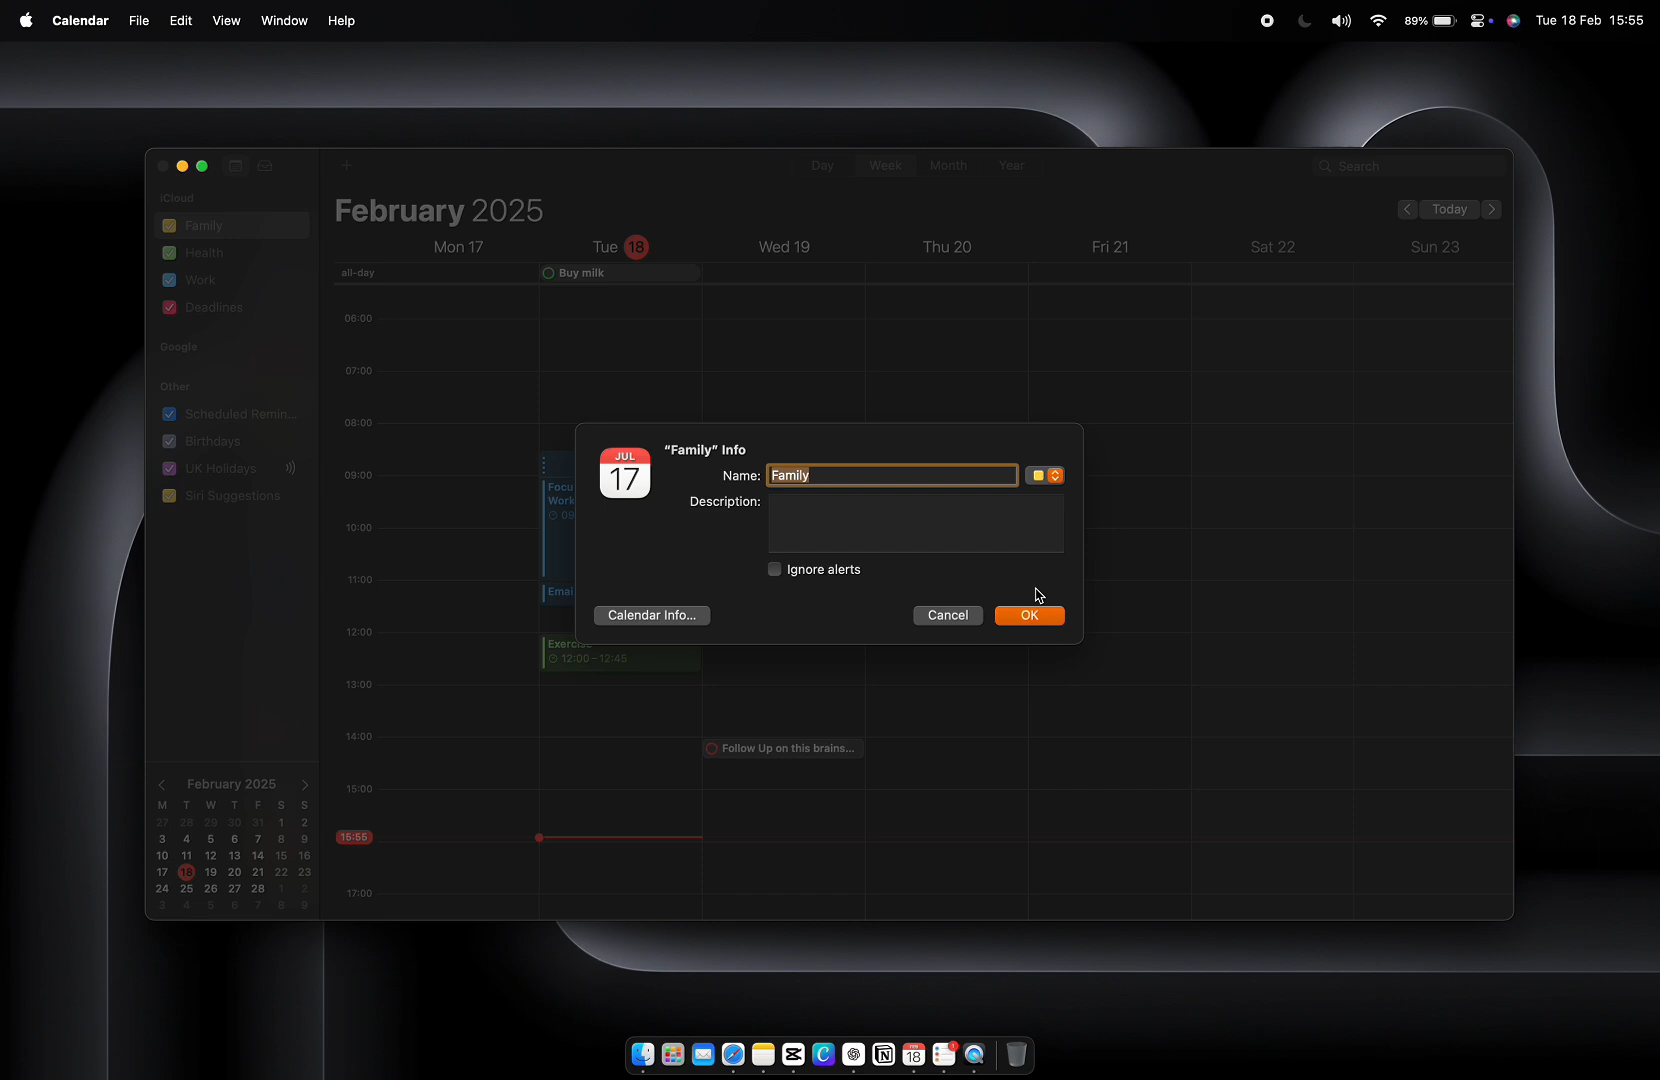 Calendar File Edit View Window Help
89% Tue 18 Feb 15:55
Day Week Month Year
Search
iCloud
Family
Health
Work
Deadlines
Google
Other
Scheduled Remin...
Birthdays
UK Holidays
Siri Suggestions
February 2025
Today
Mon 17 Tue 18 Wed 19 Thu 20 Fri 21 Sat 22 Sun 23
all-day Buy milk
06:00
07:00
08:00
09:00
10:00
11:00
12:00
13:00
14:00
15:00
15:55
17:00
Focu
Work
09
Emai
Exercise
12:00 – 12:45
Follow Up on this brains...
JUL
17
“Family” Info
Name: Family
Description:
Ignore alerts
Calendar Info... Cancel OK
February 2025
M T W T F S S
27 28 29 30 31 1 2
3 4 5 6 7 8 9
10 11 12 13 14 15 16
17 18 19 20 21 22 23
24 25 26 27 28 1 2
3 4 5 6 7 8 9
FEB
18
1